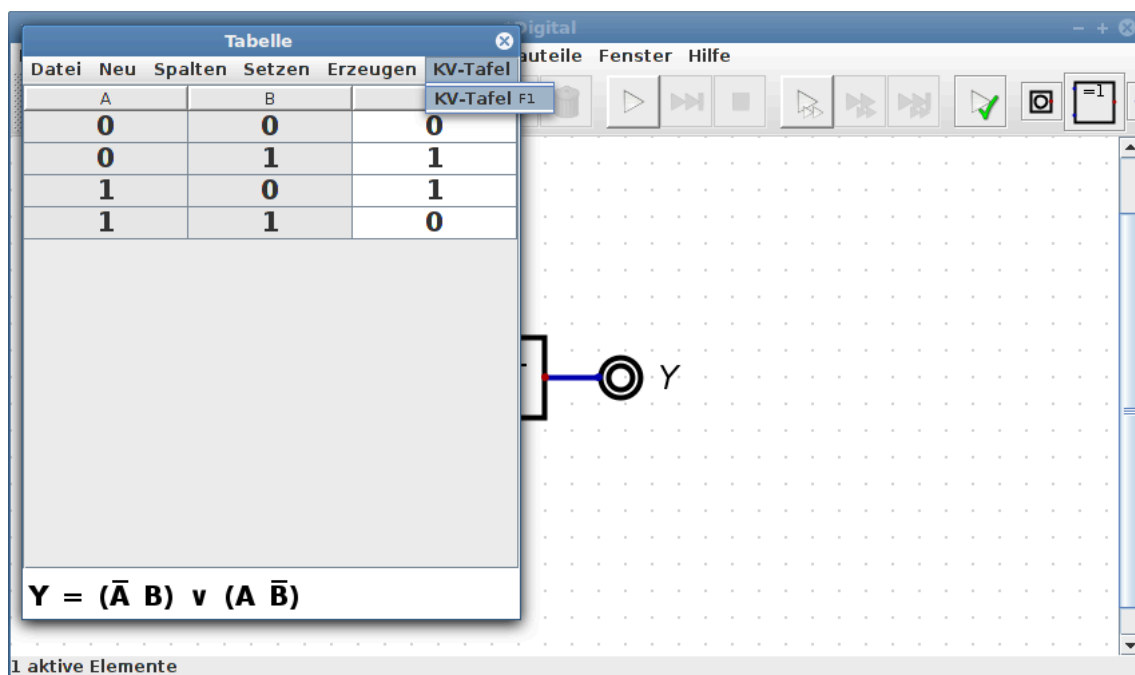 Digital
Tabelle
auteile Fenster Hilfe
Datei Neu Spalten Setzen Erzeugen KV-Tafel
KV-Tafel F1
=1
A B
0 0 0
0 1 1
1 0 1
1 1 0
Y
Y = (A̅ B) ∨ (A B̅)
1 aktive Elemente